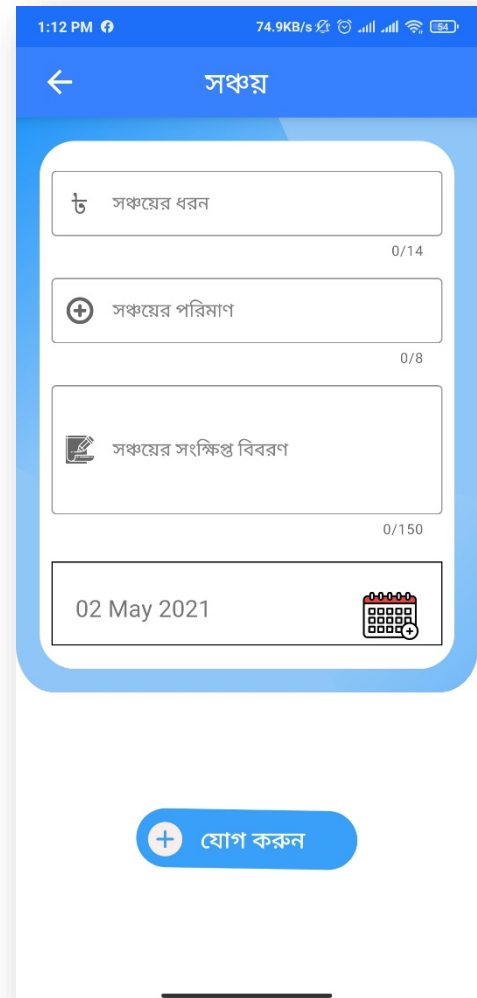 1:12 PM 74.9KB/s 54
সঞ্চয়
৳ সঞ্চয়ের ধরন
0/14
সঞ্চয়ের পরিমাণ
0/8
সঞ্চয়ের সংক্ষিপ্ত বিবরণ
0/150
02 May 2021
যোগ করুন